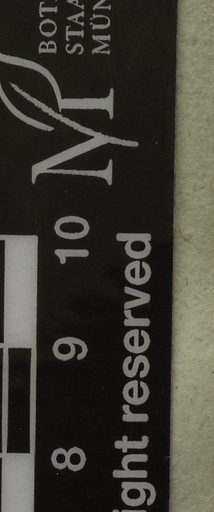 BOT
STAA
MÜN
M
8 9 10
ight reserved